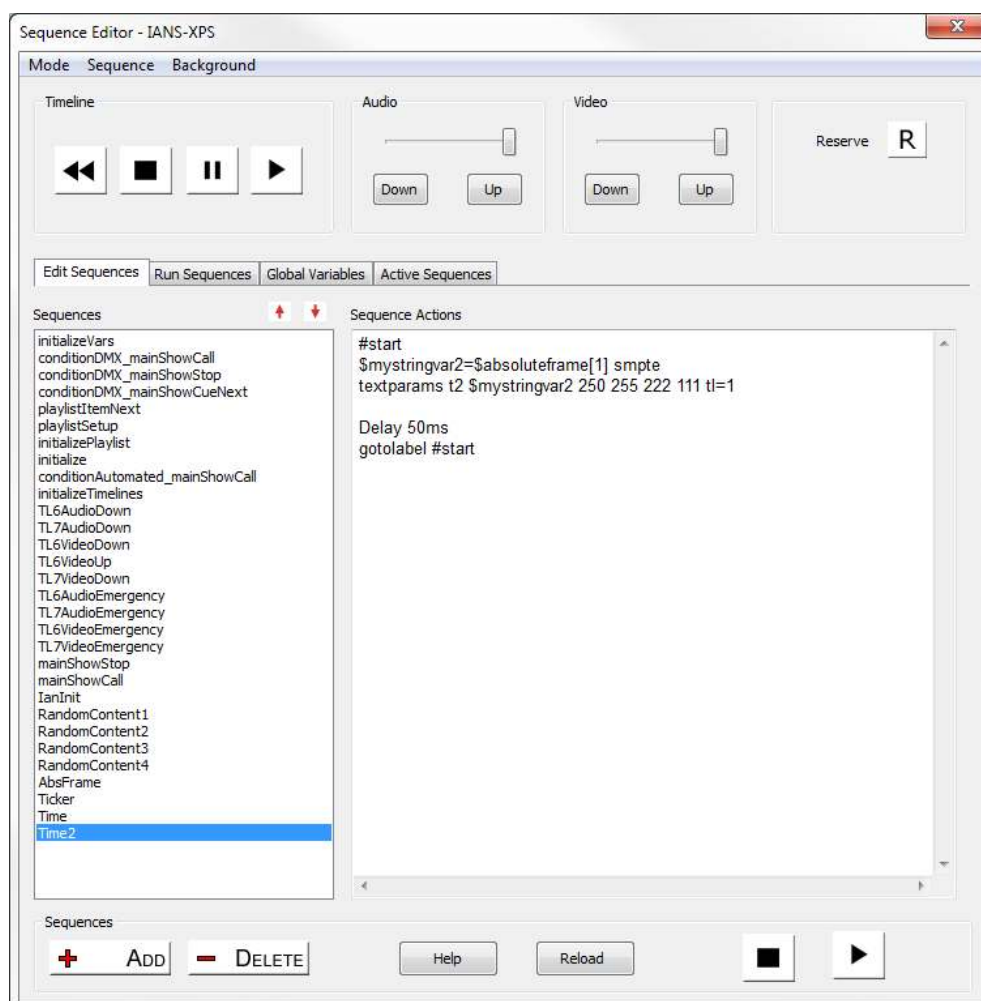 Sequence Editor - IANS-XPS
Mode Sequence Background
Timeline
Audio
Video
Down
Up
Down
Up
Reserve R
Edit Sequences Run Sequences Global Variables Active Sequences
Sequences
initializeVars
conditionDMX_mainShowCall
conditionDMX_mainShowStop
conditionDMX_mainShowCueNext
playlistItemNext
playlistSetup
initializePlaylist
initialize
conditionAutomated_mainShowCall
initializeTimelines
TL6AudioDown
TL7AudioDown
TL6VideoDown
TL6VideoUp
TL7VideoDown
TL6AudioEmergency
TL7AudioEmergency
TL6VideoEmergency
TL7VideoEmergency
mainShowStop
mainShowCall
IanInit
RandomContent1
RandomContent2
RandomContent3
RandomContent4
AbsFrame
Ticker
Time
Time2
Sequence Actions
#start
$mystringvar2=$absoluteframe[1] smpte
textparams t2 $mystringvar2 250 255 222 111 tl=1
Delay 50ms
gotolabel #start
Sequences
ADD
DELETE
Help
Reload